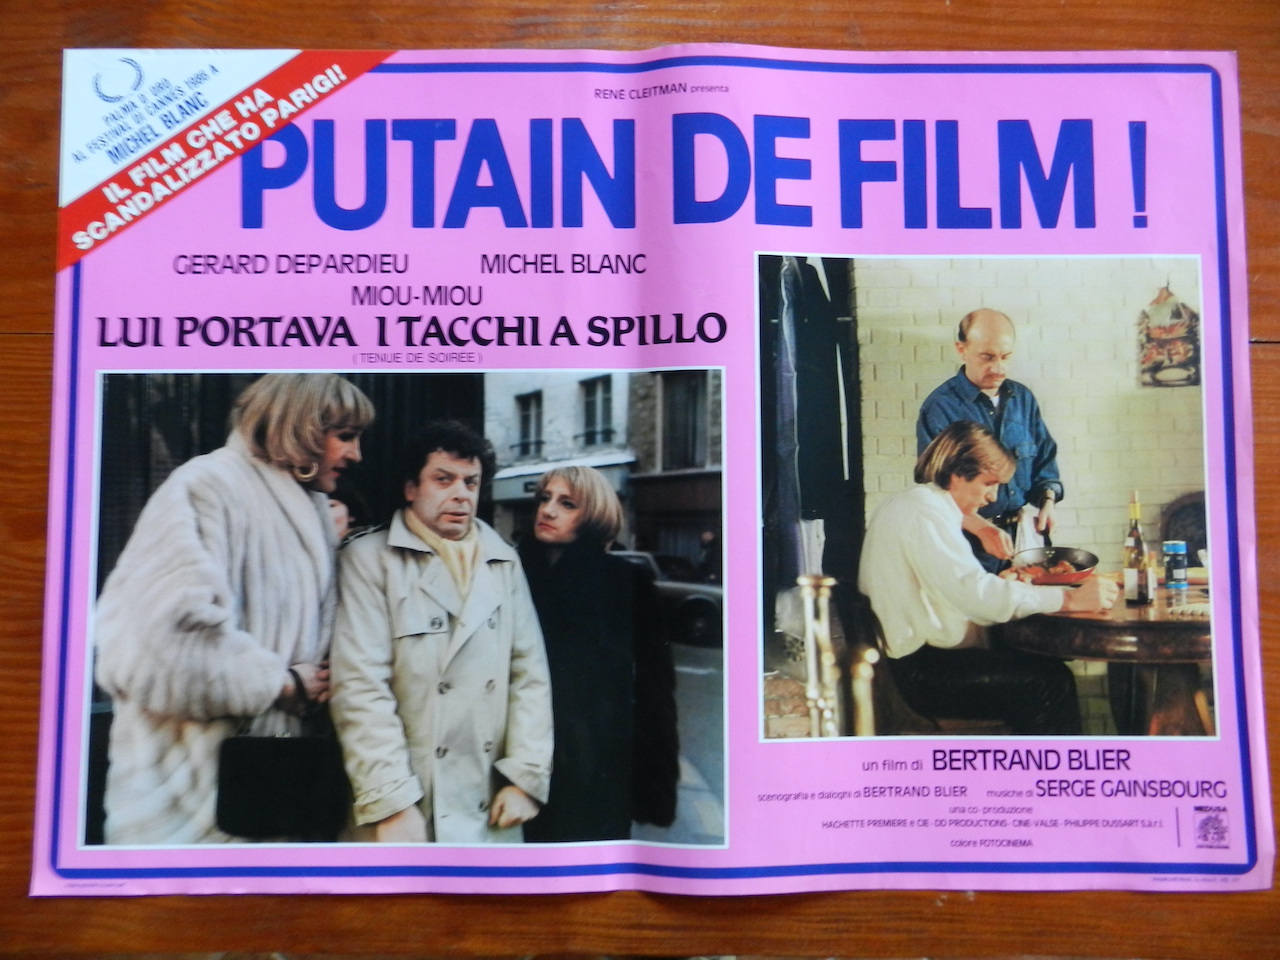 PALMA D'ORO
AL FESTIVAL DI CANNES 1986 A
MICHEL BLANC
IL FILM CHE HA
SCANDALIZZATO PARIGI!
RENÉ CLEITMAN presenta
PUTAIN DE FILM !
GERARD DEPARDIEU MICHEL BLANC
MIOU-MIOU
LUI PORTAVA I TACCHI A SPILLO
(TENUE DE SOIRÉE)
un film di BERTRAND BLIER
scenografia e dialoghi di BERTRAND BLIER musiche di SERGE GAINSBOURG
una co-produzione
HACHETTE PREMIERE e CIE - DD PRODUCTIONS - CINE-VALSE - PHILIPPE DUSSART S.a.r.l.
colore FOTOCINEMA
MEDUSA
DISTRIBUZIONE